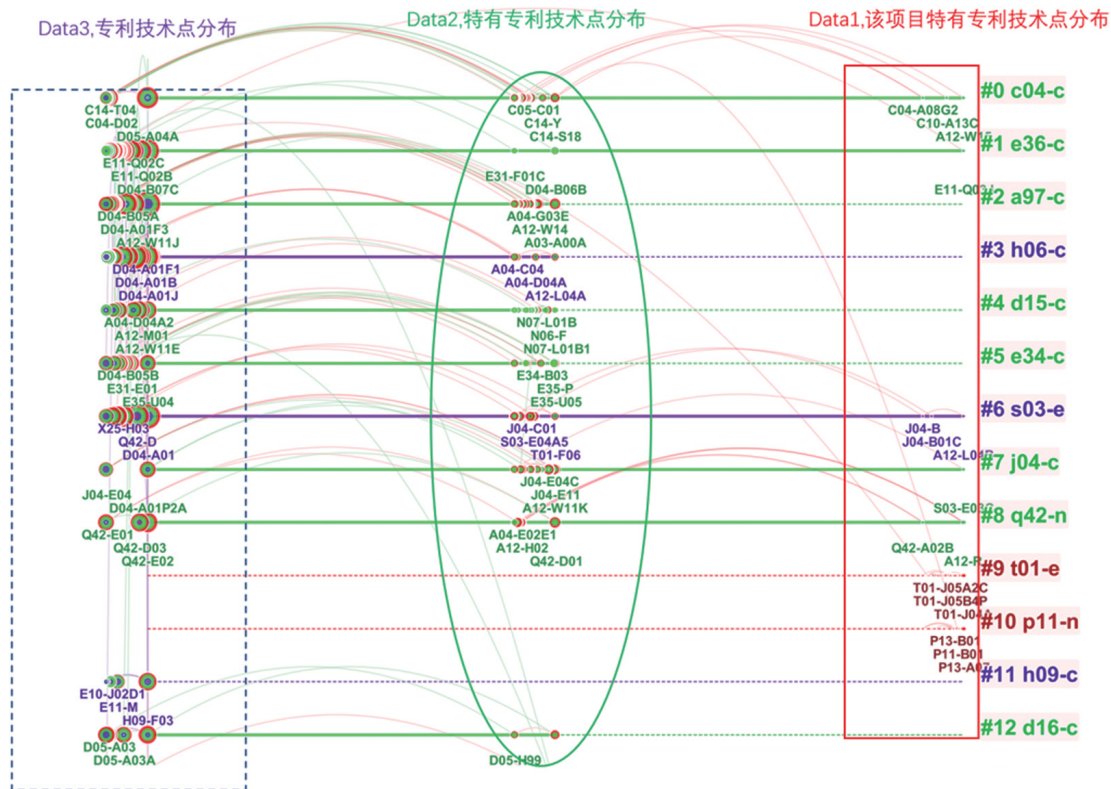 Data3,专利技术点分布
Data2,特有专利技术点分布
Data1,该项目特有专利技术点分布
#0 c04-c
C14-T04
C04-D02
D05-A04A
C05-C01
C14-Y
C14-S18
C04-A08G2
C10-A13C
#1 e36-c
E11-Q02C
E11-Q02B
D04-B07C
E31-F01C
D04-B06B
#2 a97-c
D04-B05A
D04-A01F3
A12-W11J
A04-G03E
A12-W14
A03-A00A
#3 h06-c
D04-A01F1
D04-A01B
D04-A01J
A04-C04
A04-D04A
A12-L04A
#4 d15-c
A04-D04A2
A12-M01
A12-W11E
N07-L01B
N06-F
N07-L01B1
#5 e34-c
D04-B05B
E31-E01
E35-U04
E34-B03
E35-P
E35-U05
#6 s03-e
X25-H03
Q42-D
D04-A01
J04-C01
S03-E04A5
T01-F06
J04-B
J04-B01C
#7 j04-c
J04-E04
D04-A01P2A
J04-E04C
J04-E11
A12-W11K
#8 q42-n
Q42-E01
Q42-D03
Q42-E02
A04-E02E1
A12-H02
Q42-D01
Q42-A02B
#9 t01-e
T01-J05A2C
T01-J05B4P
#10 p11-n
P13-B01
P11-B01
#11 h09-c
E10-J02D1
E11-M
H09-F03
#12 d16-c
D05-A03
D05-A03A
D05-H99